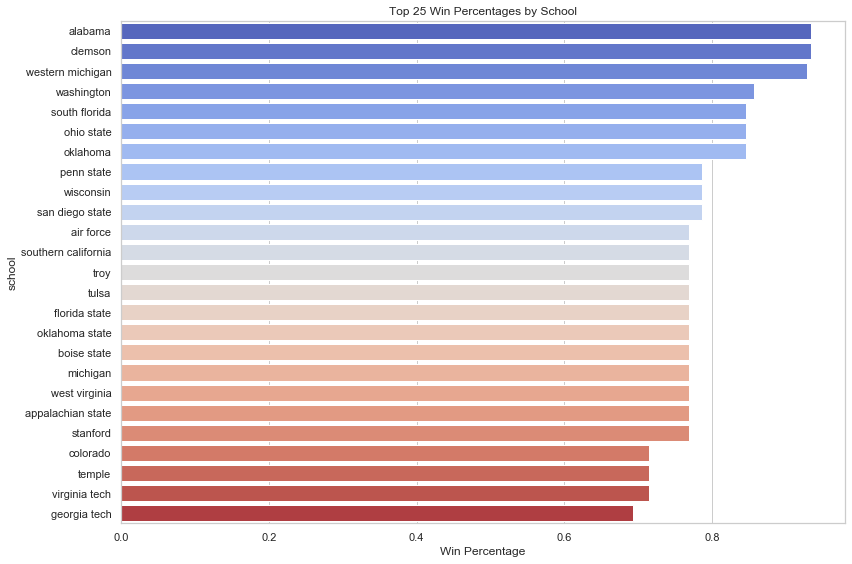 Top 25 Win Percentages by School
alabama
clemson
western michigan
washington
south florida
ohio state
oklahoma
penn state
wisconsin
san diego state
air force
southern california
troy
tulsa
florida state
oklahoma state
boise state
michigan
west virginia
appalachian state
stanford
colorado
temple
virginia tech
georgia tech
school
0.0 0.2 0.4 0.6 0.8
Win Percentage